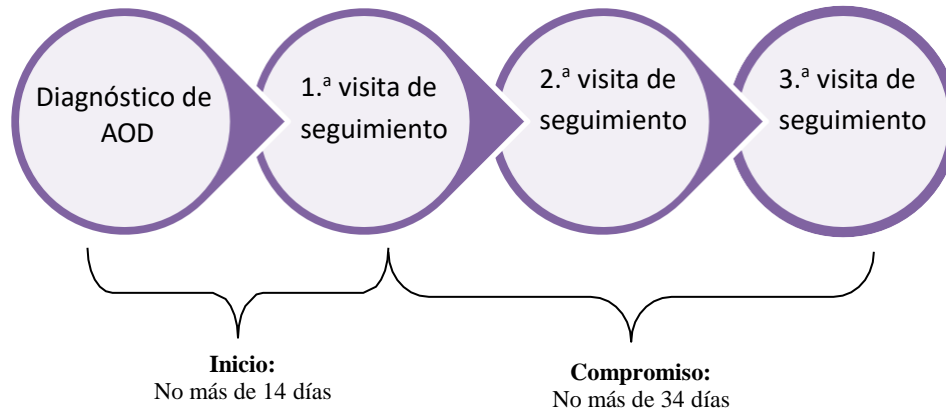 Diagnóstico de
AOD
1.ª visita de
seguimiento
2.ª visita de
seguimiento
3.ª visita de
seguimiento
Inicio:
No más de 14 días
Compromiso:
No más de 34 días